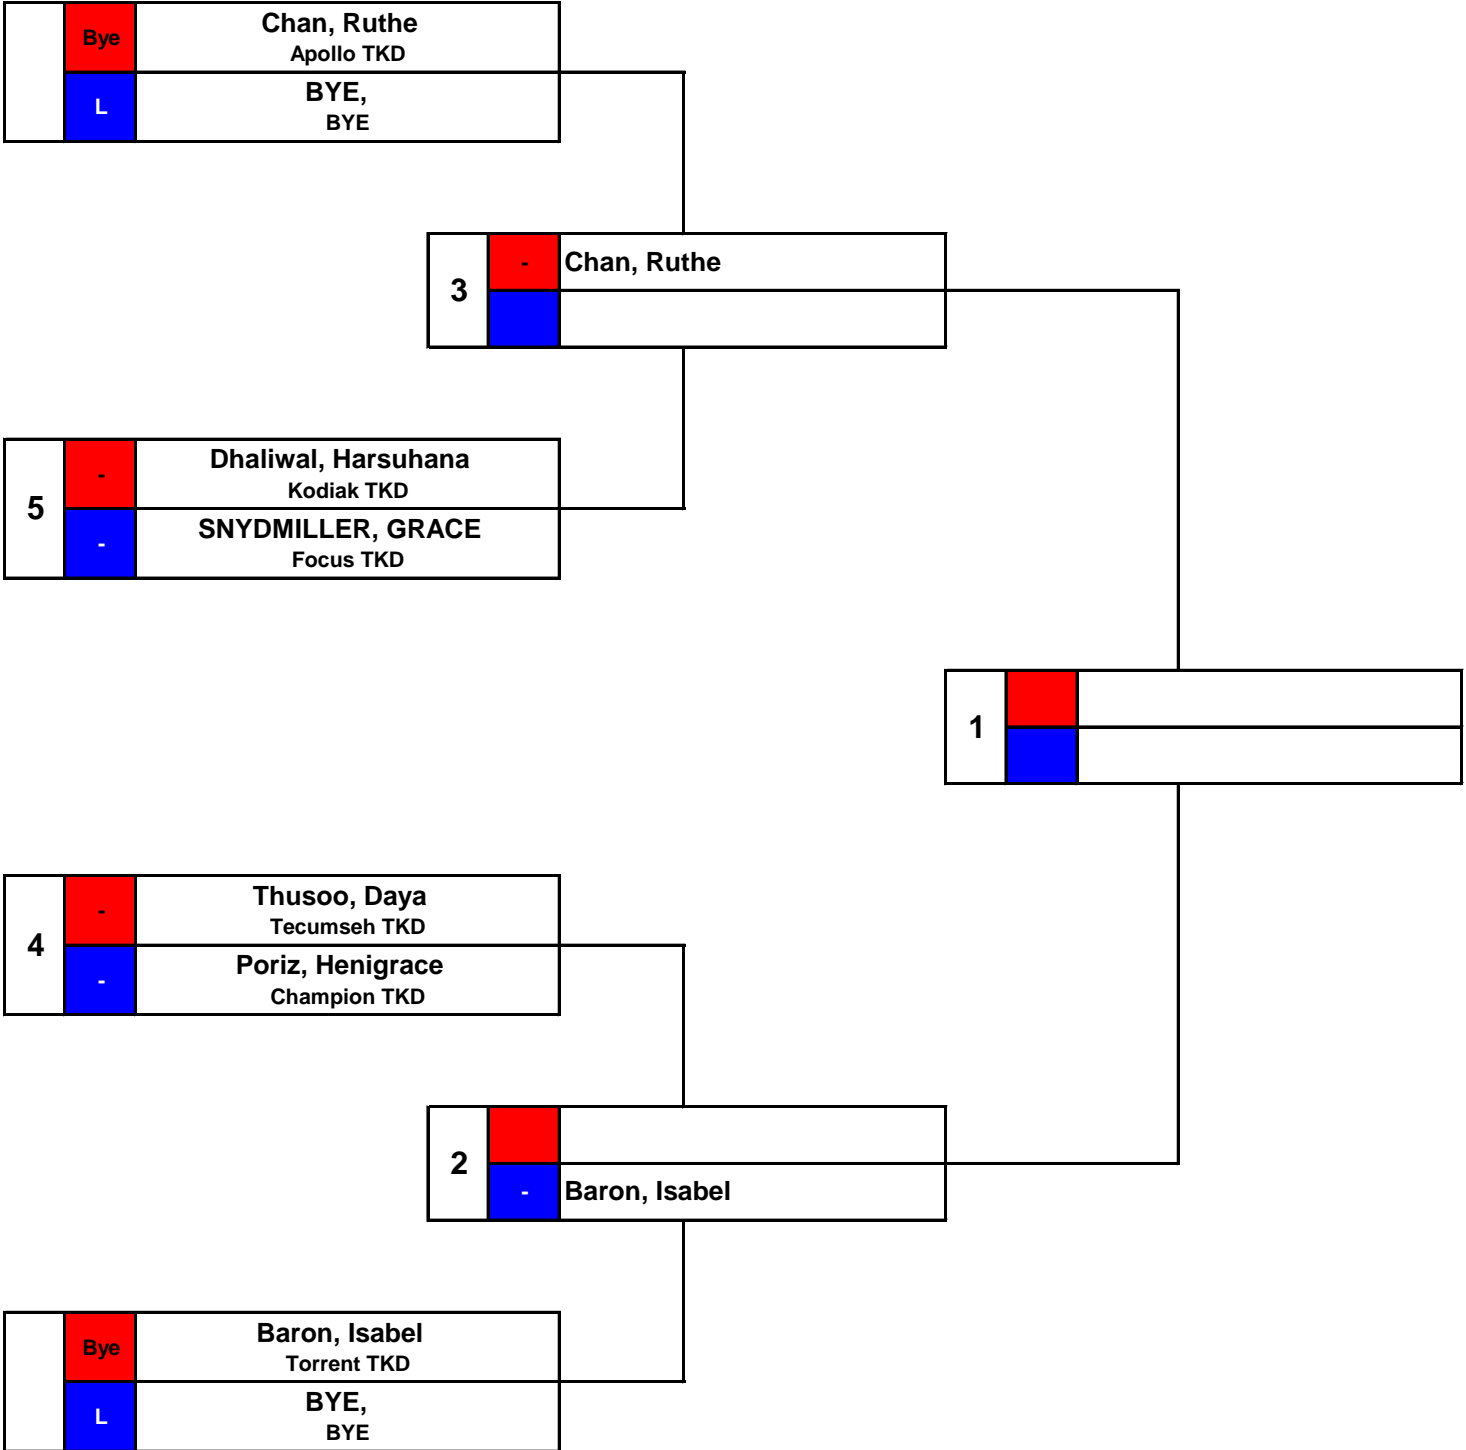 Bye
Chan, Ruthe
Apollo TKD
L
BYE,
BYE
3
-
Chan, Ruthe
5
-
Dhaliwal, Harsuhana
Kodiak TKD
-
SNYDMILLER, GRACE
Focus TKD
1
4
-
Thusoo, Daya
Tecumseh TKD
-
Poriz, Henigrace
Champion TKD
2
-
Baron, Isabel
Bye
Baron, Isabel
Torrent TKD
L
BYE,
BYE